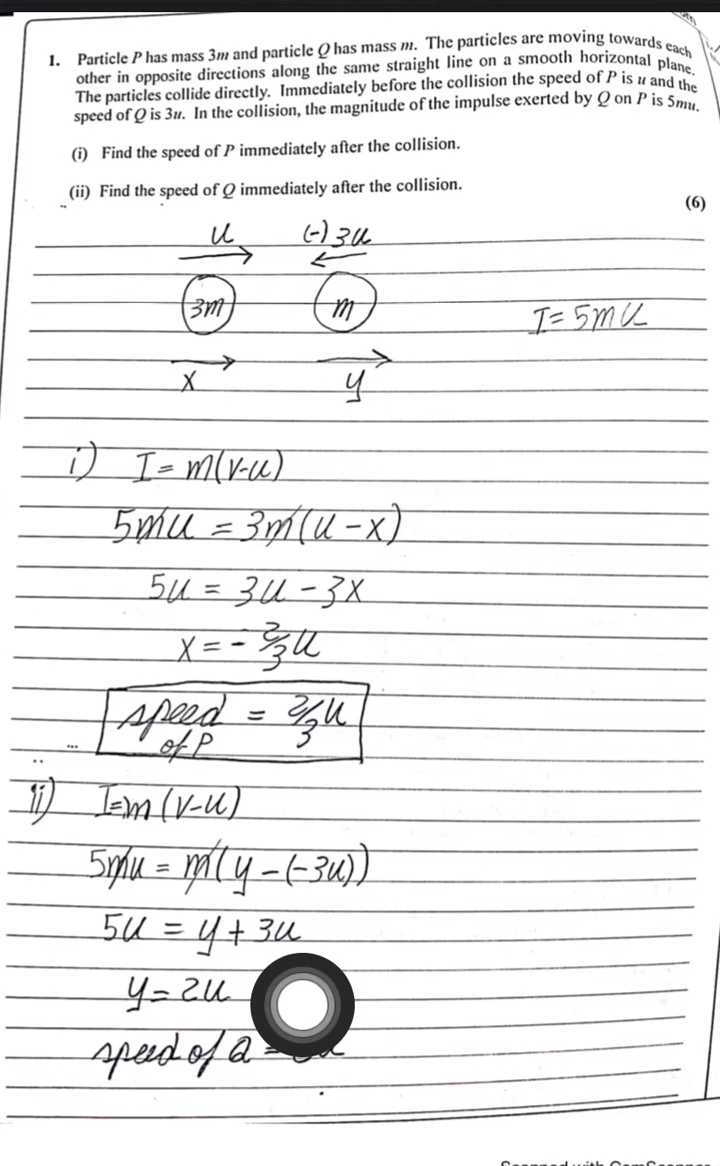 1. Particle P has mass 3m and particle Q has mass m. The particles are moving towards each
other in opposite directions along the same straight line on a smooth horizontal plane.
The particles collide directly. Immediately before the collision the speed of P is u and the
speed of Q is 3u. In the collision, the magnitude of the impulse exerted by Q on P is 5mu.
(i) Find the speed of P immediately after the collision.
(ii) Find the speed of Q immediately after the collision.
(6)
u (-) 3u
3m m I = 5mu
x y
i) I = m(v-u)
5mu = 3m(u-x)
5u = 3u - 3x
x = - 2/3 u
speed = 2/3 u
of P
ii) I=m(v-u)
5mu = m(y-(-3u))
5u = y + 3u
y = 2u
speed of Q =